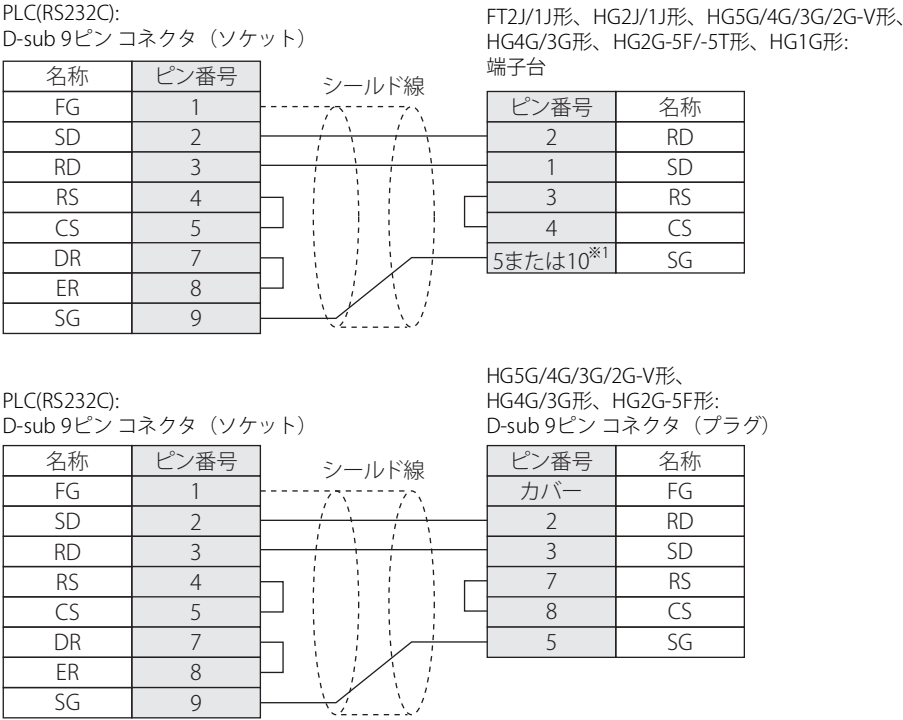 PLC(RS232C):
D-sub 9ピン コネクタ（ソケット）
FT2J/1J形、HG2J/1J形、HG5G/4G/3G/2G-V形、
HG4G/3G形、HG2G-5F/-5T形、HG1G形:
端子台
名称 ピン番号
FG 1
SD 2
RD 3
RS 4
CS 5
DR 7
ER 8
SG 9
シールド線
ピン番号 名称
2 RD
1 SD
3 RS
4 CS
5または10※1 SG
PLC(RS232C):
D-sub 9ピン コネクタ（ソケット）
HG5G/4G/3G/2G-V形、
HG4G/3G形、HG2G-5F形:
D-sub 9ピン コネクタ（プラグ）
名称 ピン番号
FG 1
SD 2
RD 3
RS 4
CS 5
DR 7
ER 8
SG 9
シールド線
ピン番号 名称
カバー FG
2 RD
3 SD
7 RS
8 CS
5 SG